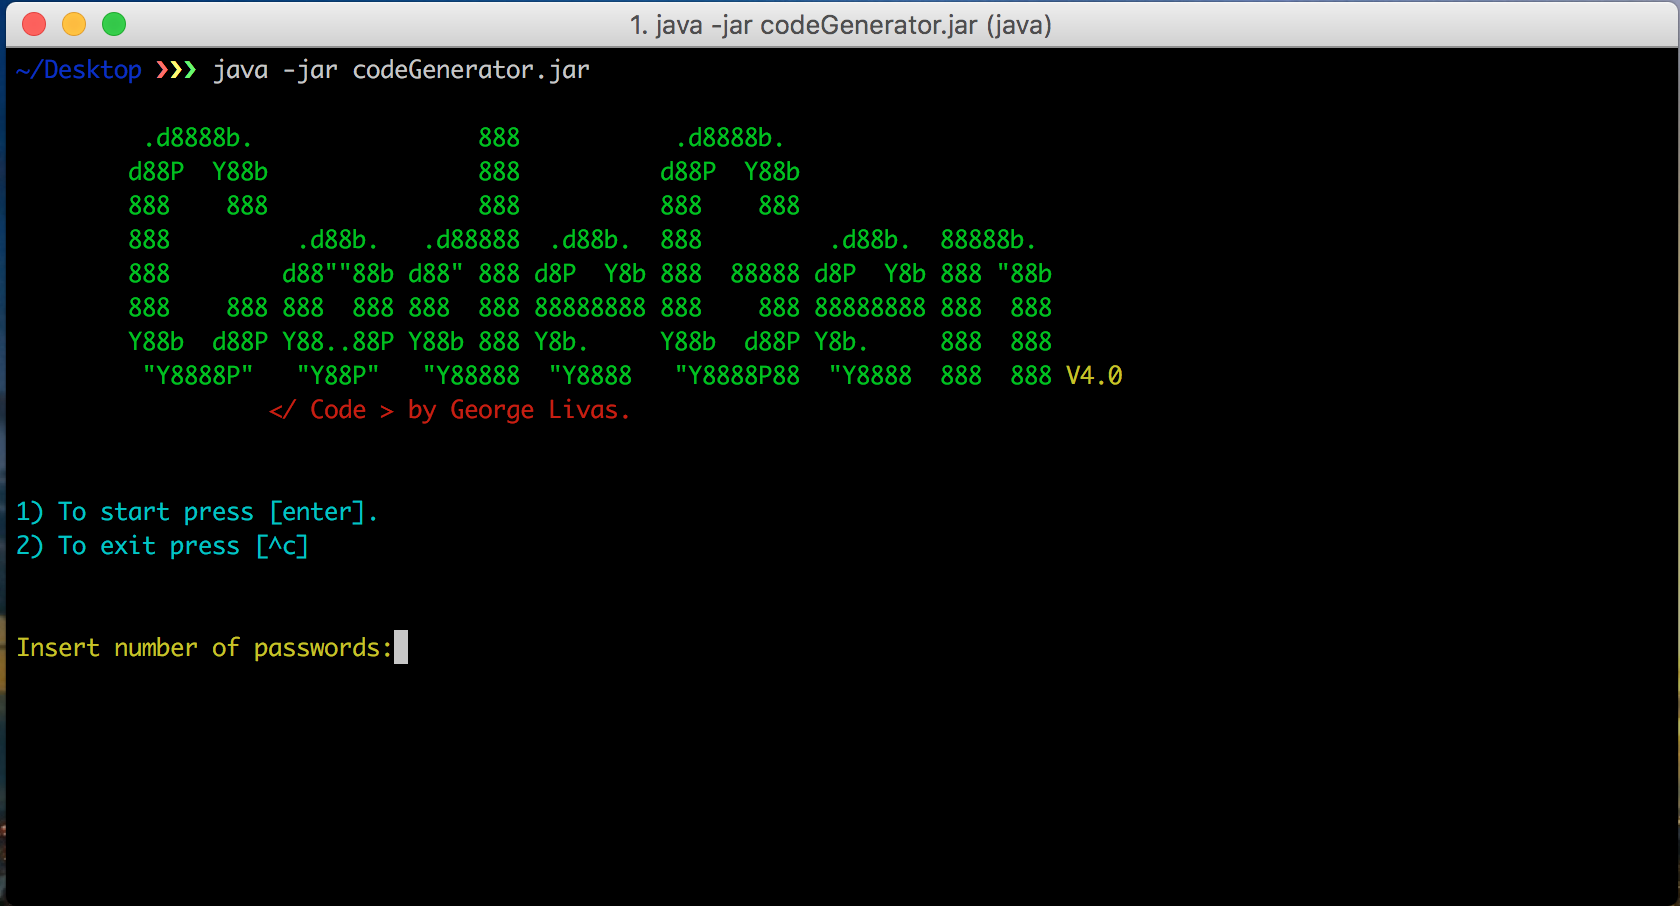 1. java -jar codeGenerator.jar (java)
~/Desktop ❯❯❯ java -jar codeGenerator.jar
         .d8888b.                888           .d8888b.
        d88P  Y88b               888          d88P  Y88b
        888    888               888          888    888
        888         .d88b.   .d88888  .d88b.  888         .d88b.  88888b.
        888        d88""88b d88" 888 d8P  Y8b 888  88888 d8P  Y8b 888 "88b
        888    888 888  888 888  888 88888888 888    888 88888888 888  888
        Y88b  d88P Y88..88P Y88b 888 Y8b.     Y88b  d88P Y8b.     888  888
         "Y8888P"   "Y88P"   "Y88888  "Y8888   "Y8888P88  "Y8888  888  888 V4.0
                  </ Code > by George Livas.
1) To start press [enter].
2) To exit press [^c]
Insert number of passwords: